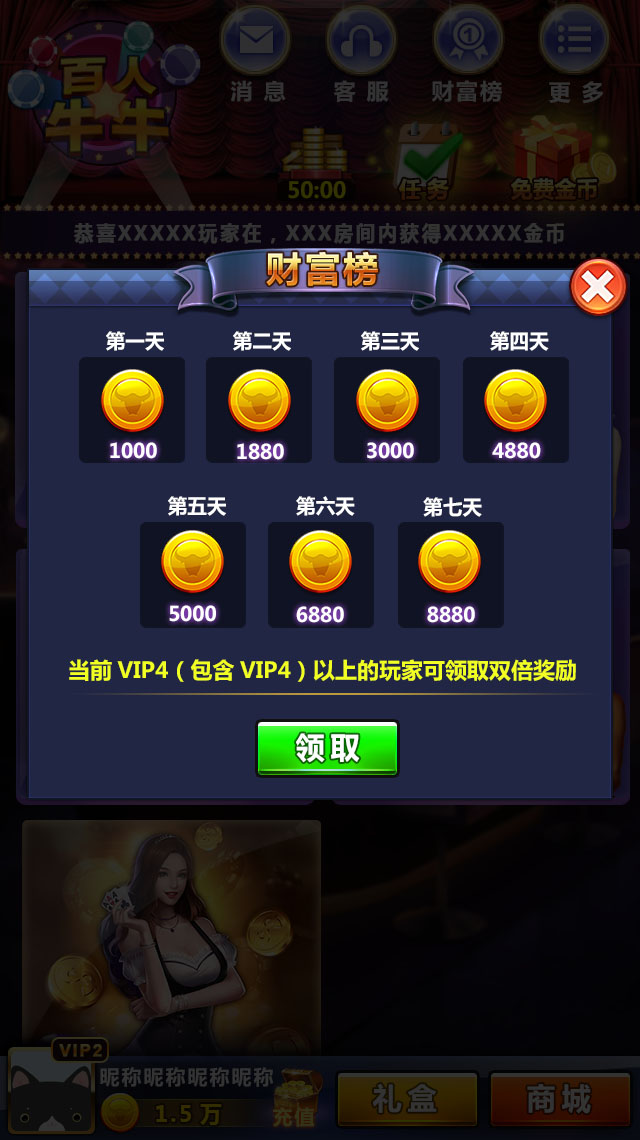 百人
牛牛
消息
客服
财富榜
更多
50:00
任务
免费金币
恭喜XXXXX玩家在，XXX房间内获得XXXXX金币
财富榜
第一天
第二天
第三天
第四天
1000
1880
3000
4880
第五天
第六天
第七天
5000
6880
8880
当前 VIP4（包含 VIP4）以上的玩家可领取双倍奖励
领取
VIP2
昵称昵称昵称昵称
1.5 万
充值
礼盒
商城